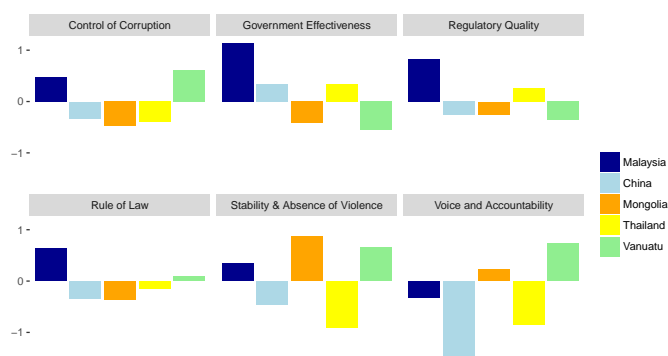 Control of Corruption
Government Effectiveness
Regulatory Quality
1
0
−1
Rule of Law
Stability & Absence of Violence
Voice and Accountability
1
0
−1
Malaysia
China
Mongolia
Thailand
Vanuatu